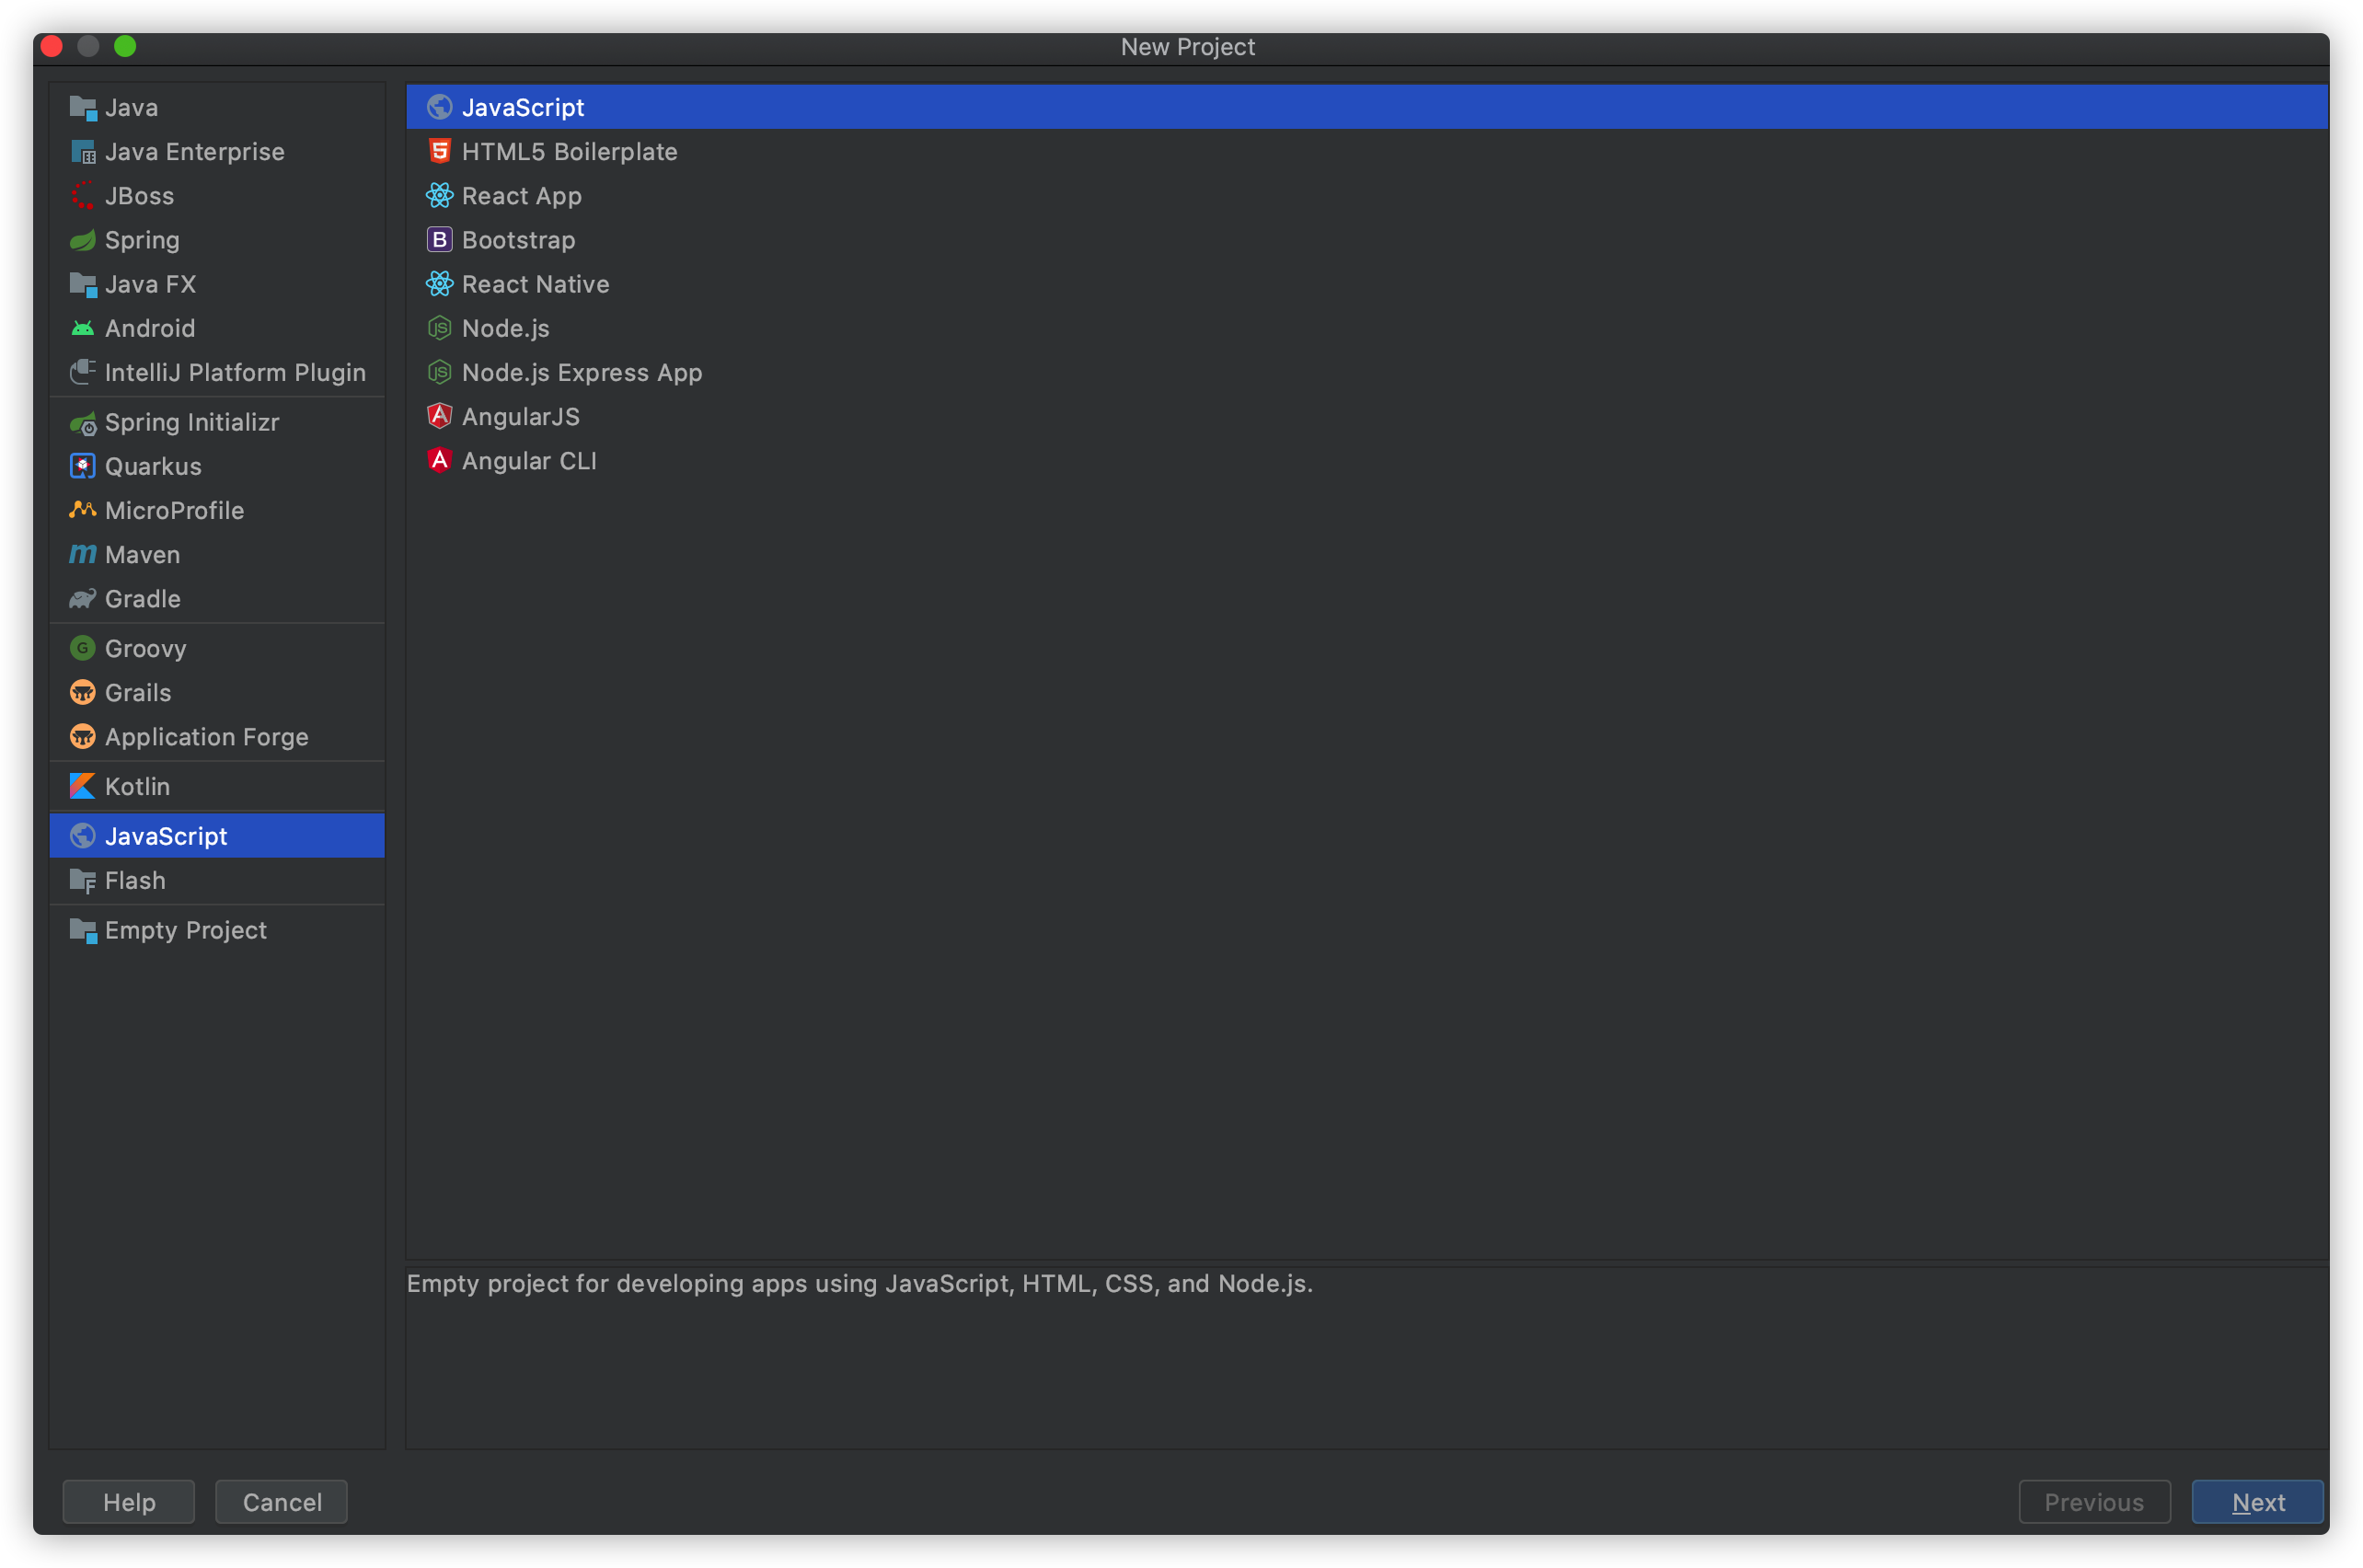 New Project
Java
Java Enterprise
JBoss
Spring
Java FX
Android
IntelliJ Platform Plugin
Spring Initializr
Quarkus
MicroProfile
Maven
Gradle
Groovy
Grails
Application Forge
Kotlin
JavaScript
Flash
Empty Project
JavaScript
HTML5 Boilerplate
React App
Bootstrap
React Native
Node.js
Node.js Express App
AngularJS
Angular CLI
Empty project for developing apps using JavaScript, HTML, CSS, and Node.js.
Help
Cancel
Previous
Next